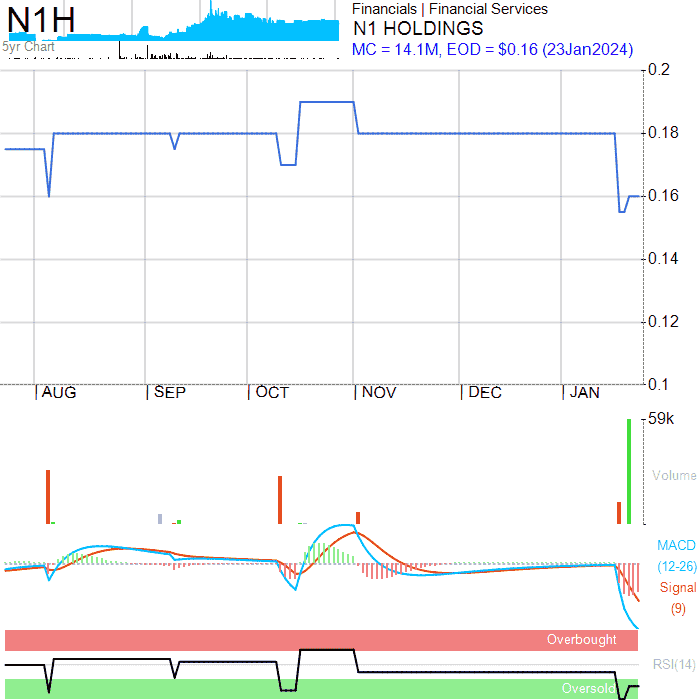 N1H
Financials | Financial Services
N1 HOLDINGS
5yr Chart
MC = 14.1M, EOD = $0.16 (23Jan2024)
0.2
0.18
0.16
0.14
0.12
0.1
|AUG |SEP |OCT |NOV |DEC |JAN
59k
Volume
MACD
(12-26)
Signal
(9)
Overbought
RSI(14)
Oversold